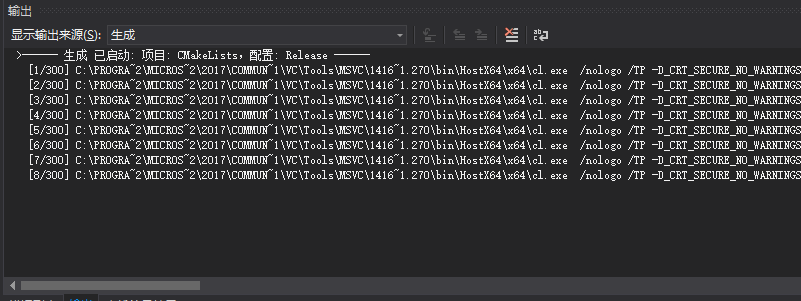 输出
显示输出来源(S): 生成
>------ 生成 已启动: 项目: CMakeLists，配置: Release ------
[1/300] C:\PROGRA~2\MICROS~2\2017\COMMUN~1\VC\Tools\MSVC\1416~1.270\bin\HostX64\x64\cl.exe /nologo /TP -D_CRT_SECURE_NO_WARNINGS
[2/300] C:\PROGRA~2\MICROS~2\2017\COMMUN~1\VC\Tools\MSVC\1416~1.270\bin\HostX64\x64\cl.exe /nologo /TP -D_CRT_SECURE_NO_WARNINGS
[3/300] C:\PROGRA~2\MICROS~2\2017\COMMUN~1\VC\Tools\MSVC\1416~1.270\bin\HostX64\x64\cl.exe /nologo /TP -D_CRT_SECURE_NO_WARNINGS
[4/300] C:\PROGRA~2\MICROS~2\2017\COMMUN~1\VC\Tools\MSVC\1416~1.270\bin\HostX64\x64\cl.exe /nologo /TP -D_CRT_SECURE_NO_WARNINGS
[5/300] C:\PROGRA~2\MICROS~2\2017\COMMUN~1\VC\Tools\MSVC\1416~1.270\bin\HostX64\x64\cl.exe /nologo /TP -D_CRT_SECURE_NO_WARNINGS
[6/300] C:\PROGRA~2\MICROS~2\2017\COMMUN~1\VC\Tools\MSVC\1416~1.270\bin\HostX64\x64\cl.exe /nologo /TP -D_CRT_SECURE_NO_WARNINGS
[7/300] C:\PROGRA~2\MICROS~2\2017\COMMUN~1\VC\Tools\MSVC\1416~1.270\bin\HostX64\x64\cl.exe /nologo /TP -D_CRT_SECURE_NO_WARNINGS
[8/300] C:\PROGRA~2\MICROS~2\2017\COMMUN~1\VC\Tools\MSVC\1416~1.270\bin\HostX64\x64\cl.exe /nologo /TP -D_CRT_SECURE_NO_WARNINGS